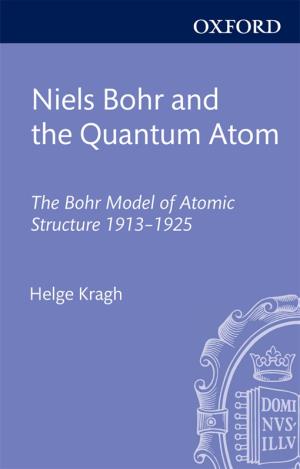 OXFORD
Niels Bohr and
the Quantum Atom
The Bohr Model of Atomic
Structure 1913–1925
Helge Kragh
DOMI
NVS·
ILLV